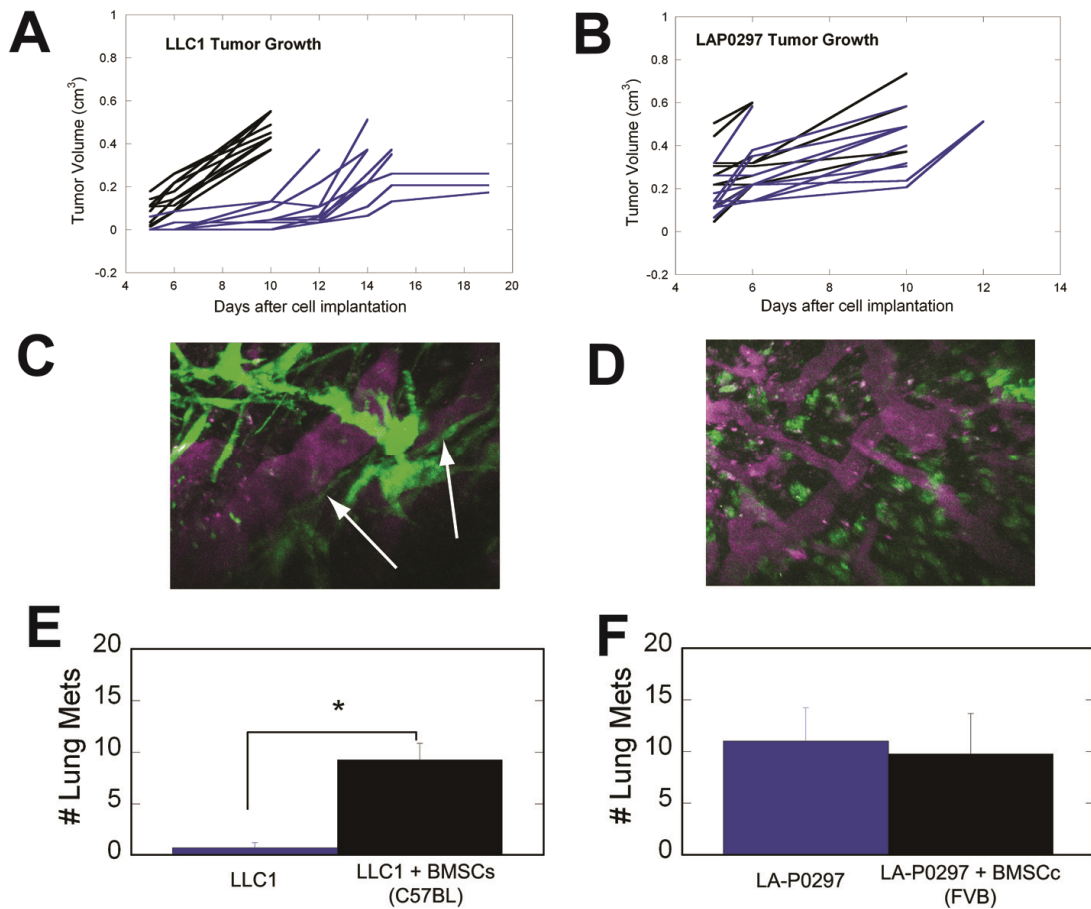 A
LLC1 Tumor Growth
Tumor Volume (cm3)
1
0.8
0.6
0.4
0.2
0
-0.2
4 6 8 10 12 14 16 18 20
Days after cell implantation
B
LAP0297 Tumor Growth
Tumor Volume (cm3)
1
0.8
0.6
0.4
0.2
0
-0.2
4 6 8 10 12 14
Days after cell implantation
C
D
E
# Lung Mets
20
15
10
5
0
*
LLC1
LLC1 + BMSCs
(C57BL)
F
# Lung Mets
20
15
10
5
0
LA-P0297
LA-P0297 + BMSCc
(FVB)